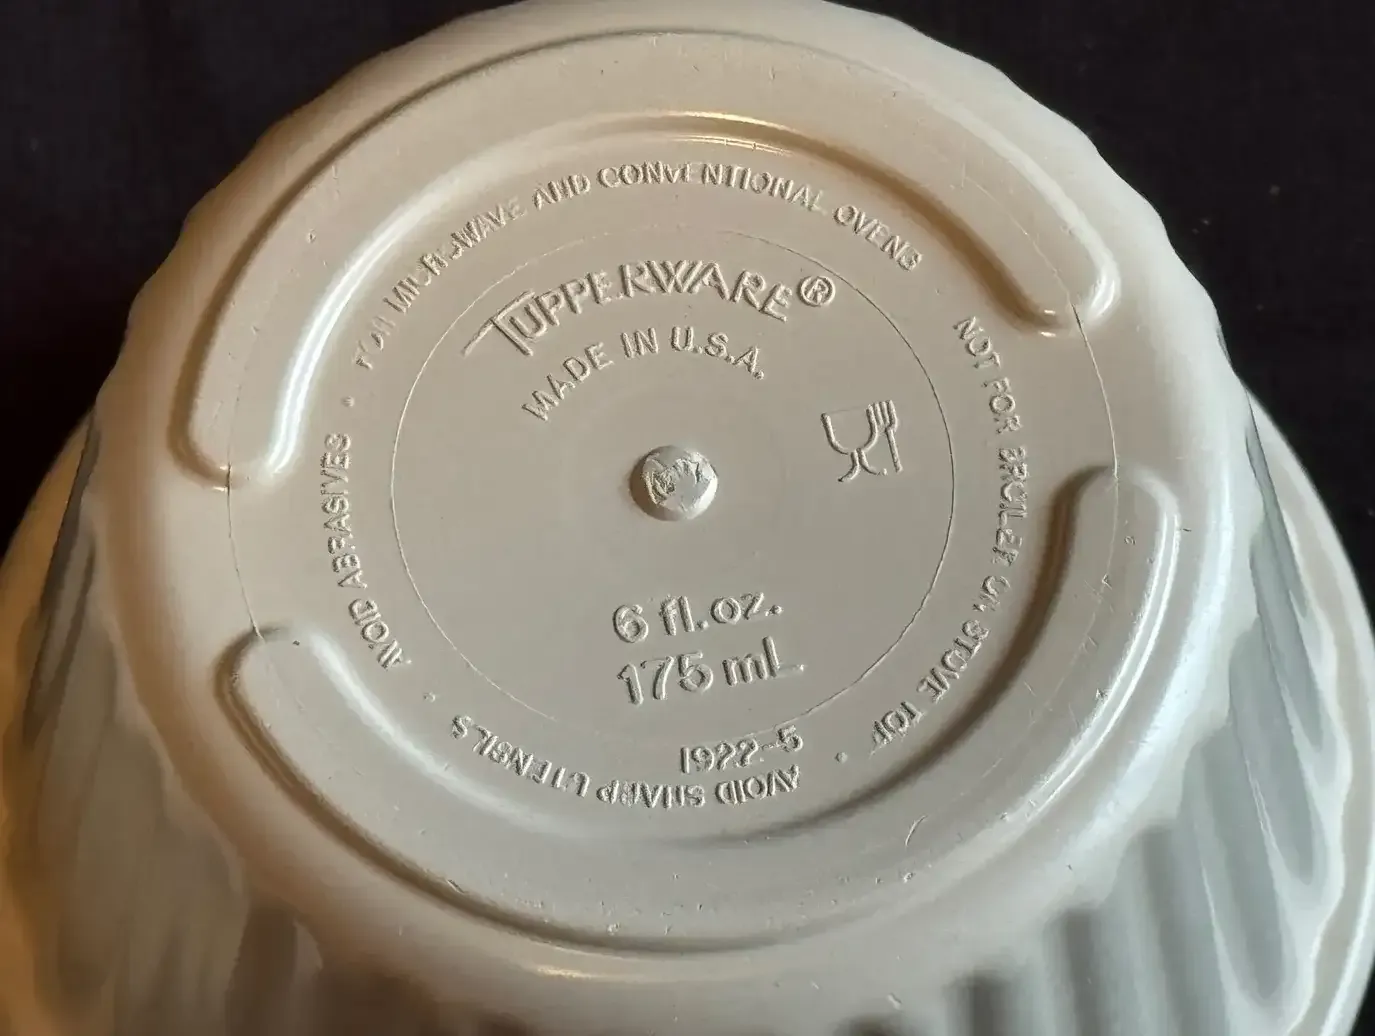 FOR MICROWAVE AND CONVENTIONAL OVENS
NOT FOR BROILER OR STOVE TOP
AVOID SHARP UTENSILS
AVOID ABRASIVES
TUPPERWARE®
MADE IN U.S.A.
6 fl.oz.
175 mL
1922-5